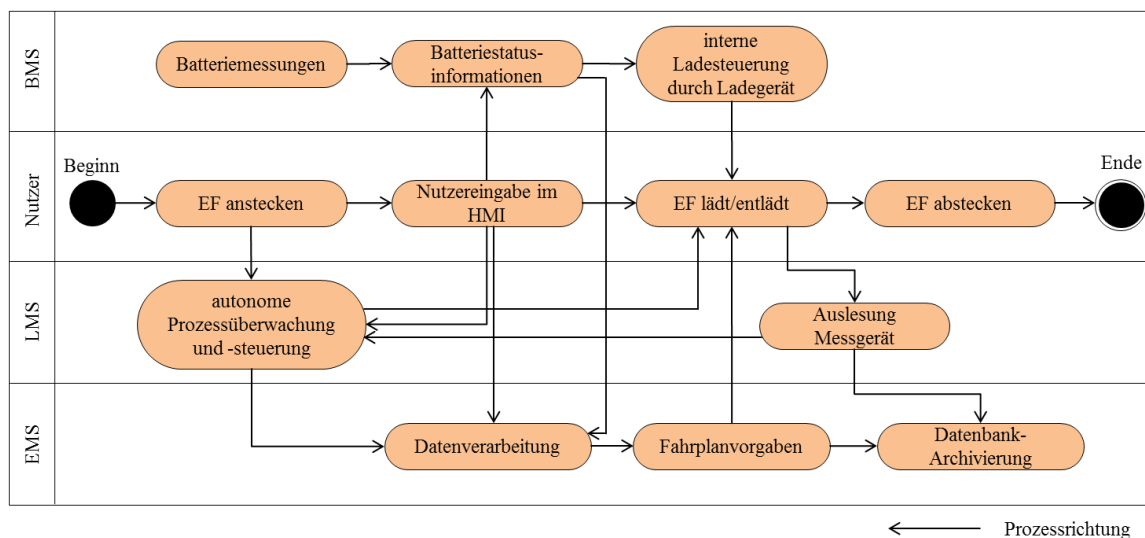 BMS
Batteriemessungen
Batteriestatus-
informationen
interne
Ladesteuerung
durch Ladegerät
Nutzer
Beginn
EF anstecken
Nutzereingabe im
HMI
EF lädt/entlädt
EF abstecken
Ende
LMS
autonome
Prozessüberwachung
und -steuerung
Auslesung
Messgerät
EMS
Datenverarbeitung
Fahrplanvorgaben
Datenbank-
Archivierung
Prozessrichtung